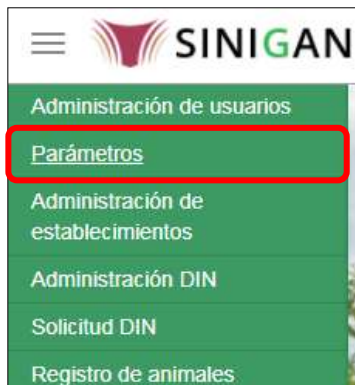 SINIGAN
Administración de usuarios
Parámetros
Administración de
establecimientos
Administración DIN
Solicitud DIN
Registro de animales